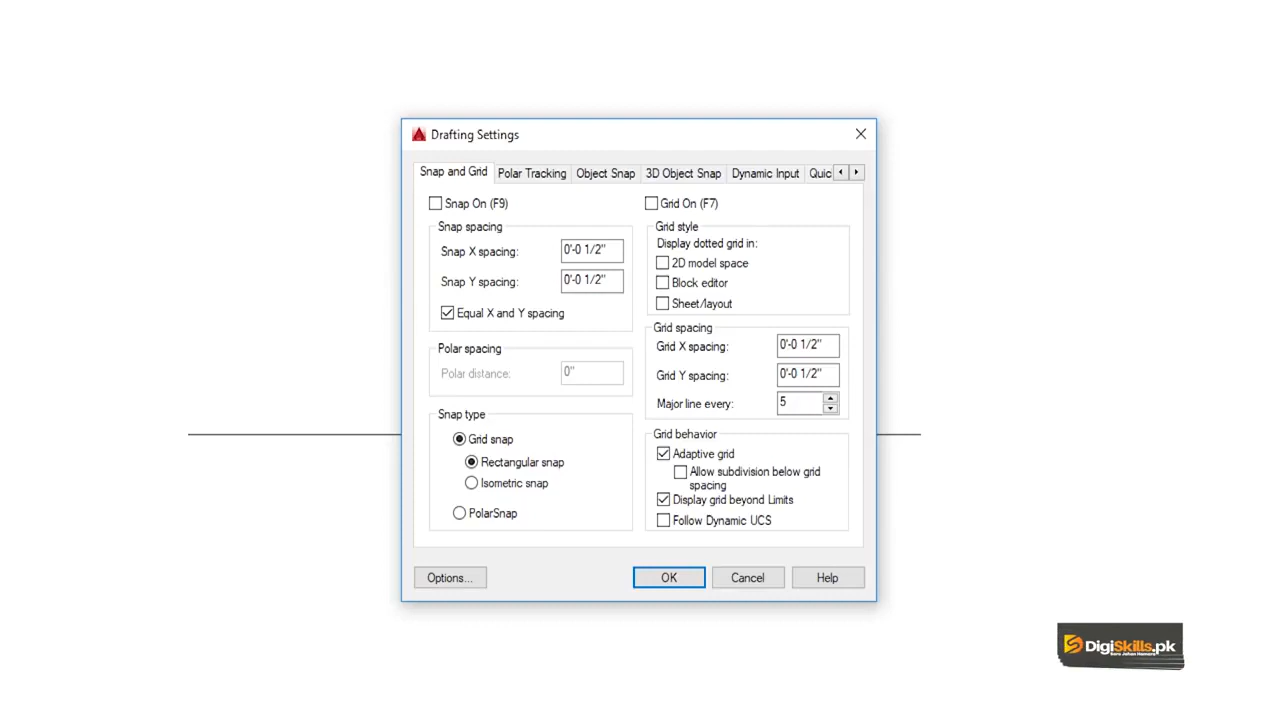 Drafting Settings
Snap and Grid Polar Tracking Object Snap 3D Object Snap Dynamic Input Quic
Snap On (F9)
Snap spacing
Snap X spacing: 0'-0 1/2"
Snap Y spacing: 0'-0 1/2"
Equal X and Y spacing
Polar spacing
Polar distance: 0"
Snap type
Grid snap
Rectangular snap
Isometric snap
PolarSnap
Grid On (F7)
Grid style
Display dotted grid in:
2D model space
Block editor
Sheet/layout
Grid spacing
Grid X spacing: 0'-0 1/2"
Grid Y spacing: 0'-0 1/2"
Major line every: 5
Grid behavior
Adaptive grid
Allow subdivision below grid
spacing
Display grid beyond Limits
Follow Dynamic UCS
Options... OK Cancel Help
DigiSkills.pk